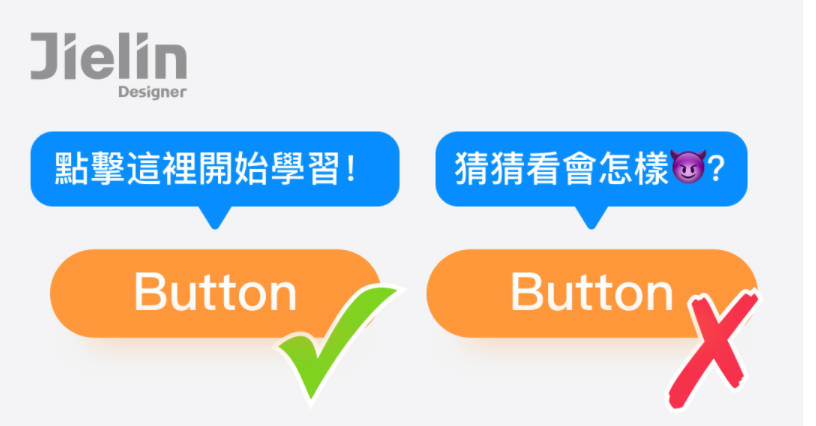 Jielin
Designer
點擊這裡開始學習！
猜猜看會怎樣😈？
Button
Button